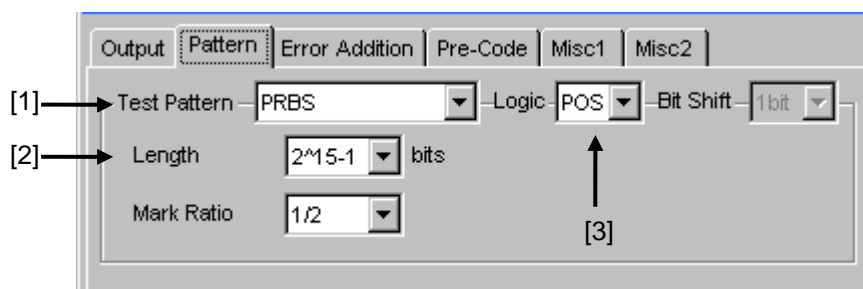 Output Pattern Error Addition Pre-Code Misc1 Misc2
[1] Test Pattern PRBS Logic POS Bit Shift 1bit
[2] Length 2^15-1 bits
Mark Ratio 1/2
[3]